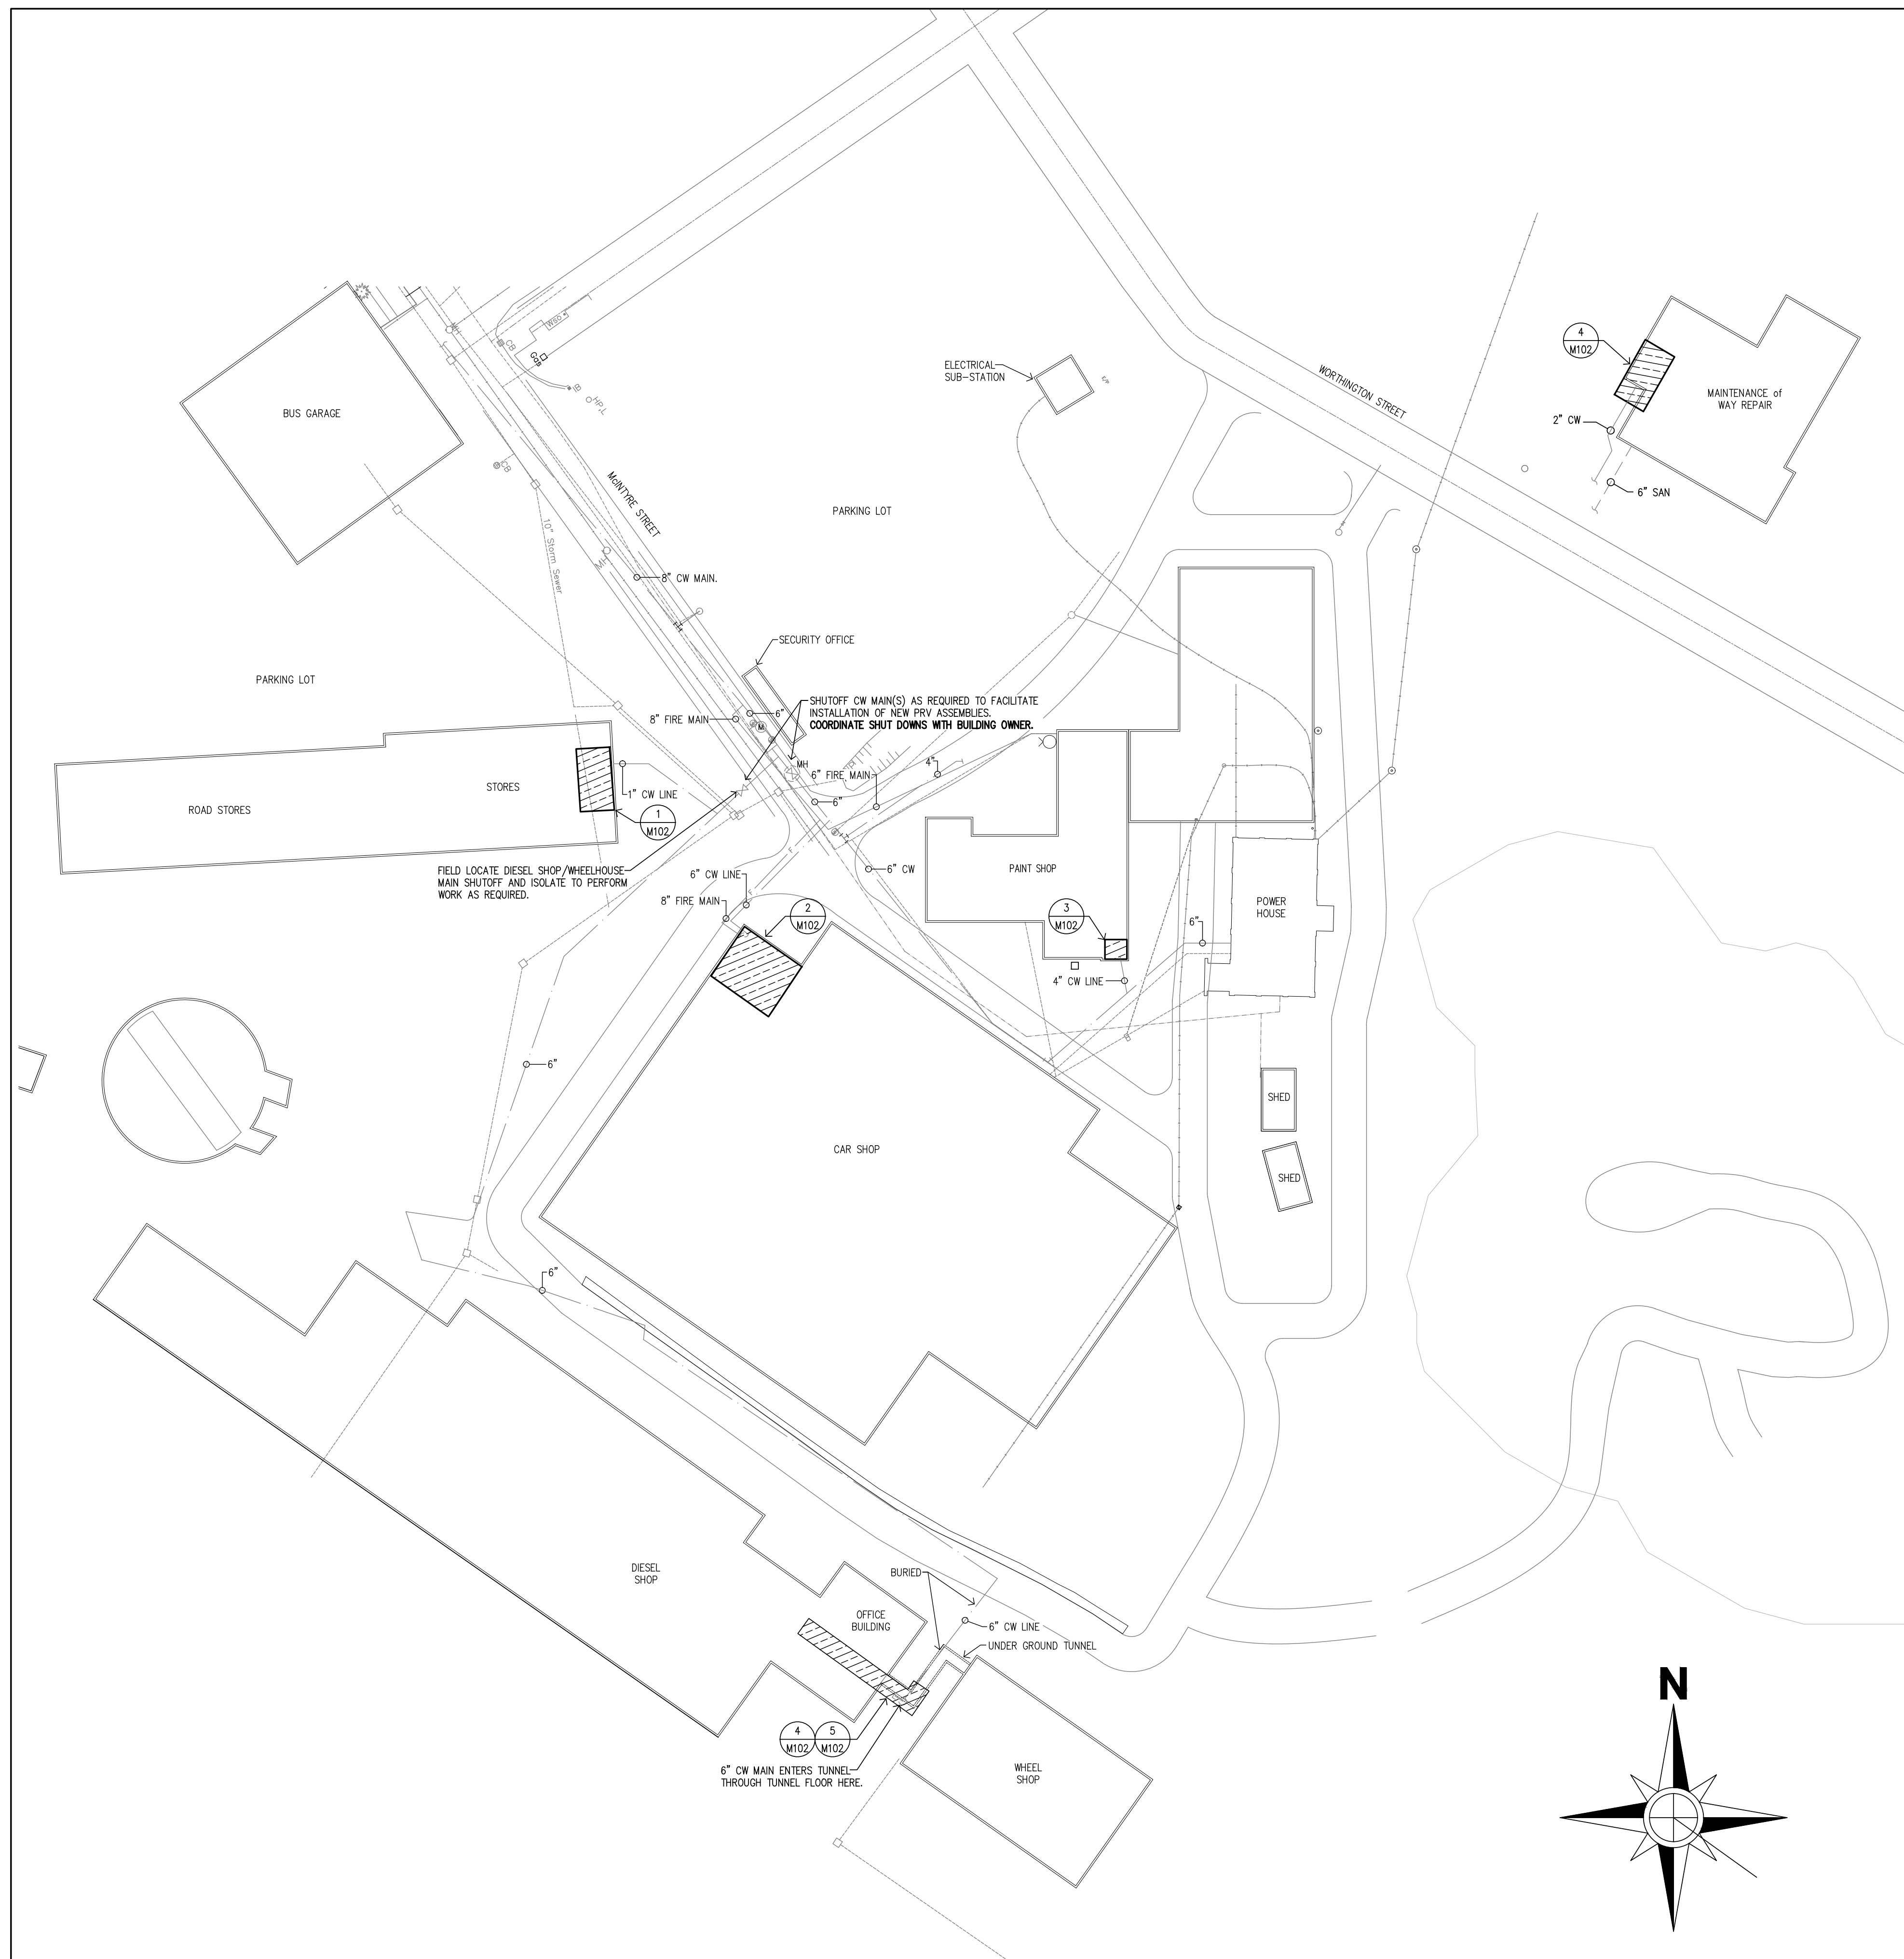 WSO
CB
Gas
HP,L
ELECTRICAL
SUB-STATION
WORTHINGTON STREET
4
M102
MAINTENANCE of
WAY REPAIR
2" CW
6" SAN
BUS GARAGE
CB
McINTYRE STREET
PARKING LOT
10" Storm Sewer
MH
8" CW MAIN.
SECURITY OFFICE
PARKING LOT
SHUTOFF CW MAIN(S) AS REQUIRED TO FACILITATE
INSTALLATION OF NEW PRV ASSEMBLIES.
COORDINATE SHUT DOWNS WITH BUILDING OWNER.
8" FIRE MAIN
6"
M
MH
6" FIRE MAIN
4"
STORES
ROAD STORES
1" CW LINE
1
M102
6"
FIELD LOCATE DIESEL SHOP/WHEELHOUSE
MAIN SHUTOFF AND ISOLATE TO PERFORM
WORK AS REQUIRED.
6" CW LINE
8" FIRE MAIN
F
F
6" CW
PAINT SHOP
2
M102
3
M102
POWER
HOUSE
6"
4" CW LINE
6"
SHED
CAR SHOP
SHED
6"
DIESEL
SHOP
BURIED
OFFICE
BUILDING
6" CW LINE
UNDER GROUND TUNNEL
4
M102
5
M102
6" CW MAIN ENTERS TUNNEL
THROUGH TUNNEL FLOOR HERE.
WHEEL
SHOP
N